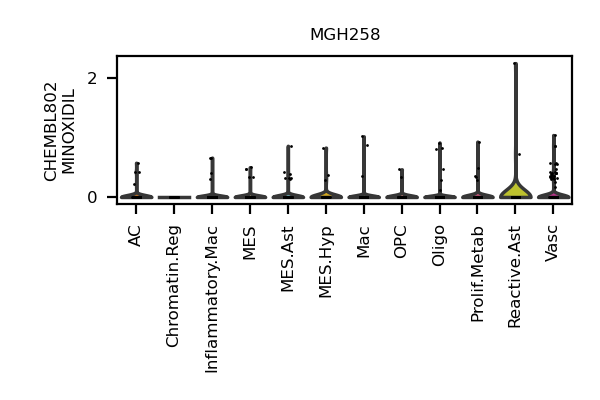 MGH258
CHEMBL802
MINOXIDIL
2
0
AC
Chromatin.Reg
Inflammatory.Mac
MES
MES.Ast
MES.Hyp
Mac
OPC
Oligo
Prolif.Metab
Reactive.Ast
Vasc